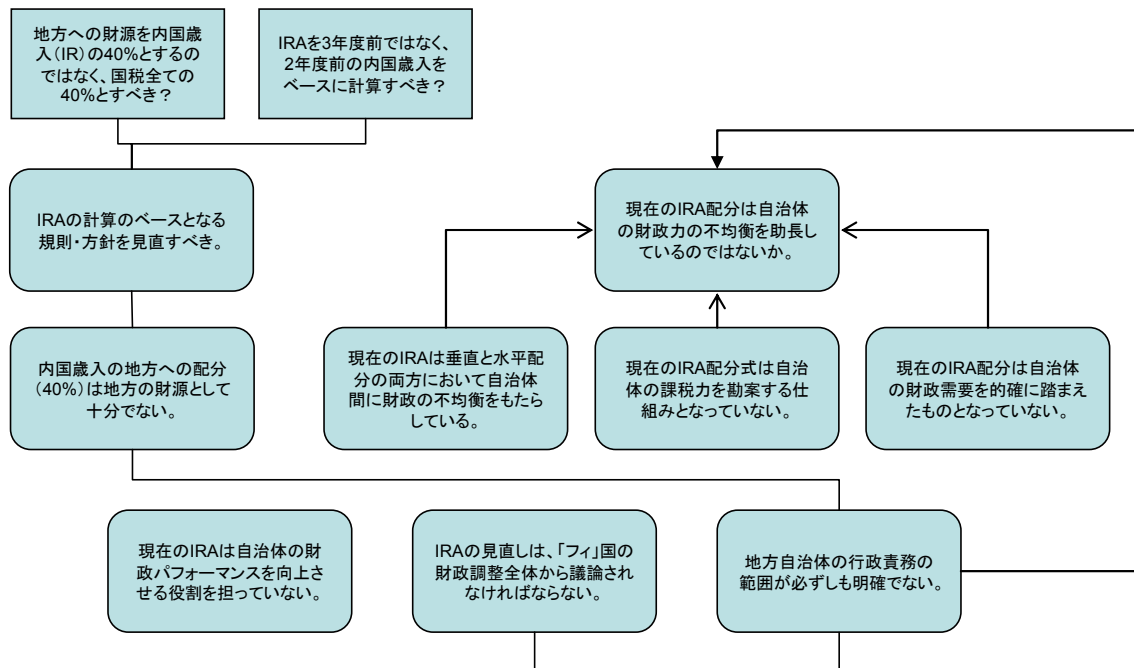 地方への財源を内国歳
入(IR)の40%とするの
ではなく、国税全ての
40%とすべき?
IRAを3年度前ではなく、
2年度前の内国歳入を
ベースに計算すべき?
IRAの計算のベースとなる
規則・方針を見直すべき。
現在のIRA配分は自治体
の財政力の不均衡を助長し
ているのではないか。
内国歳入の地方への配分
(40%)は地方の財源として
十分でない。
現在のIRAは垂直と水平配
分の両方において自治体
間に財政の不均衡をもたら
している。
現在のIRA配分式は自治
体の課税力を勘案する仕
組みとなっていない。
現在のIRA配分は自治体
の財政需要を的確に踏まえ
たものとなっていない。
現在のIRAは自治体の財
政パフォーマンスを向上さ
せる役割を担っていない。
IRAの見直しは、「フィ」国の
財政調整全体から議論され
なければならない。
地方自治体の行政責務の
範囲が必ずしも明確でない。